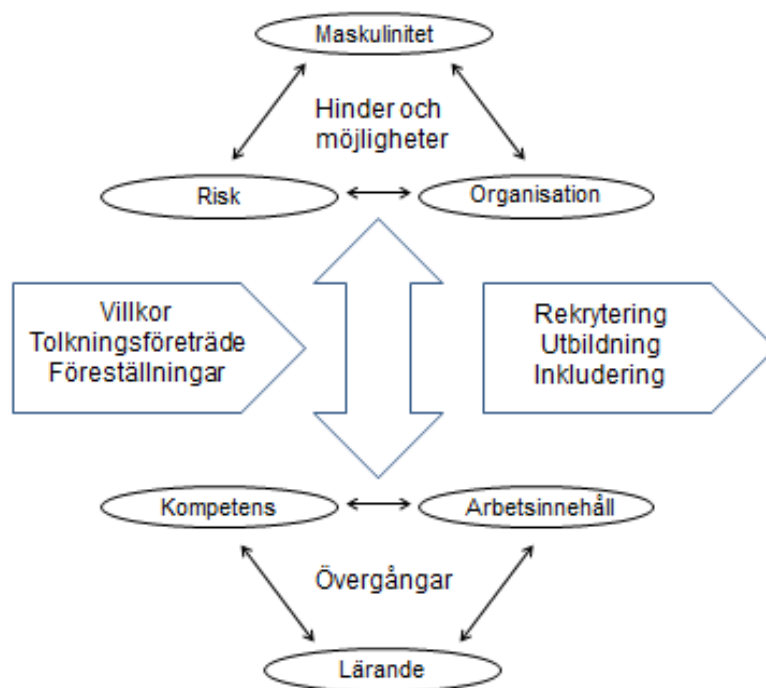 Maskulinitet
Hinder och
möjligheter
Risk
Organisation
Villkor
Tolkningsföreträde
Föreställningar
Rekrytering
Utbildning
Inkludering
Kompetens
Arbetsinnehåll
Övergångar
Lärande